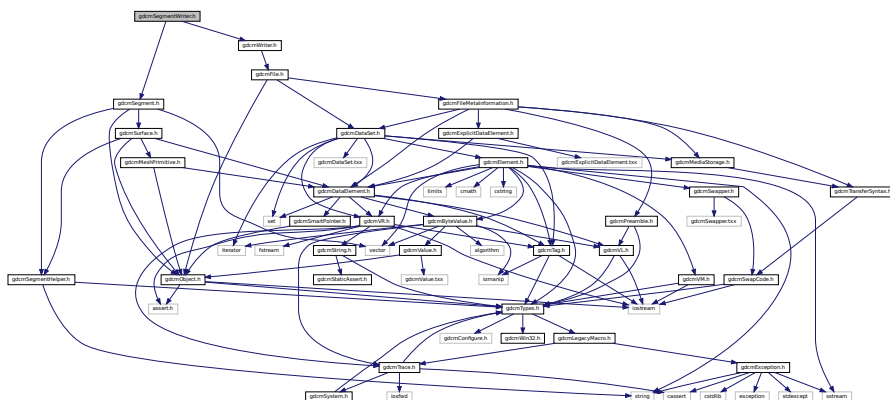 gdcmSegmentWriter.h
gdcmWriter.h
gdcmFile.h
gdcmSegment.h
gdcmFileMetaInformation.h
gdcmSurface.h
gdcmDataSet.h
gdcmExplicitDataElement.h
gdcmMeshPrimitive.h
gdcmDataSet.txx
gdcmElement.h
gdcmExplicitDataElement.txx
gdcmMediaStorage.h
gdcmDataElement.h
limits
cmath
cstring
gdcmSwapper.h
gdcmTransferSyntax.h
set
gdcmSmartPointer.h
gdcmVR.h
gdcmByteValue.h
gdcmPreamble.h
gdcmSwapper.txx
iterator
fstream
gdcmString.h
vector
gdcmValue.h
algorithm
gdcmTag.h
gdcmVL.h
gdcmSegmentHelper.h
gdcmObject.h
gdcmStaticAssert.h
gdcmValue.txx
iomanip
gdcmVM.h
gdcmSwapCode.h
assert.h
gdcmTypes.h
iostream
gdcmConfigure.h
gdcmWin32.h
gdcmLegacyMacro.h
gdcmTrace.h
gdcmException.h
gdcmSystem.h
iosfwd
string
cassert
cstdlib
exception
stdexcept
sstream